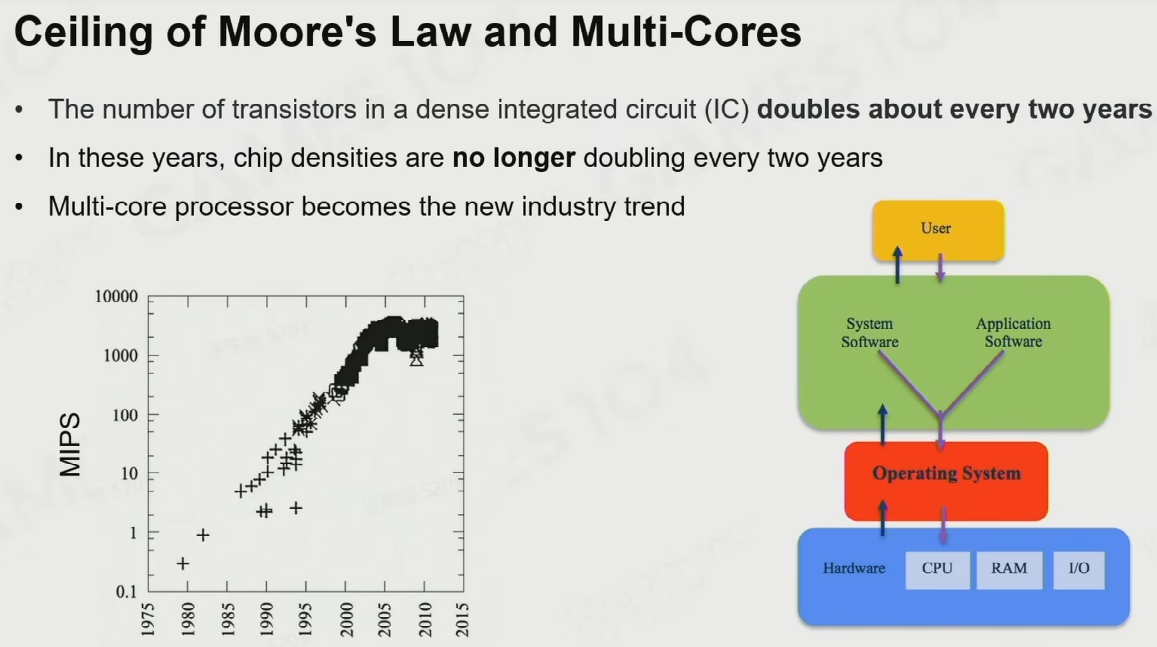 Ceiling of Moore's Law and Multi-Cores
• The number of transistors in a dense integrated circuit (IC) doubles about every two years
• In these years, chip densities are no longer doubling every two years
• Multi-core processor becomes the new industry trend
User
System
Software
Application
Software
Operating System
Hardware
CPU
RAM
I/O
MIPS
10000
1000
100
10
1
0.1
1975
1980
1985
1990
1995
2000
2005
2010
2015